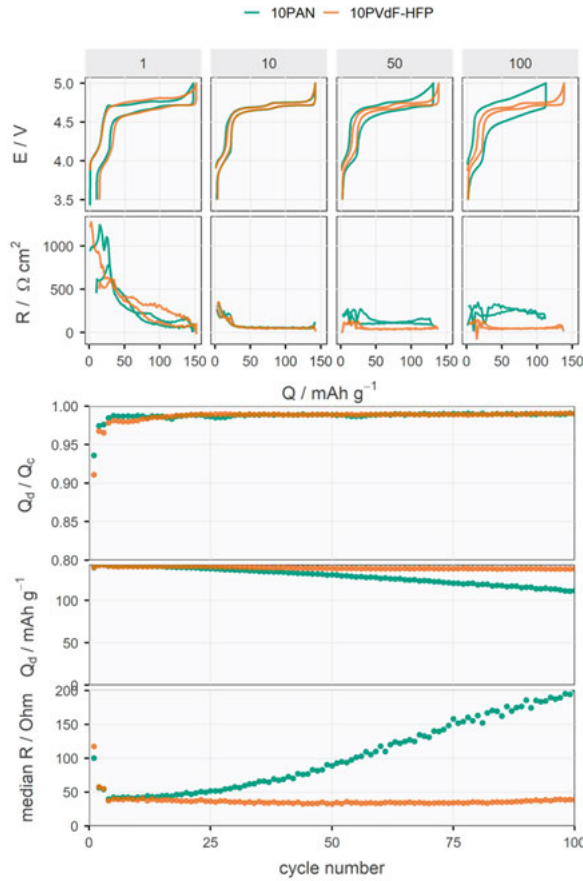 10PAN 10PVdF-HFP
1 10 50 100
E / V
5.0
4.5
4.0
3.5
R / Ω cm²
1000
500
0
0 50 100 150 0 50 100 150 0 50 100 150 0 50 100 150
Q / mAh g⁻¹
Q_d / Q_c
1.00
0.95
0.90
0.85
0.80
Q_d / mAh g⁻¹
100
50
0
median R / Ohm
200
150
100
50
0
0 25 50 75 100
cycle number